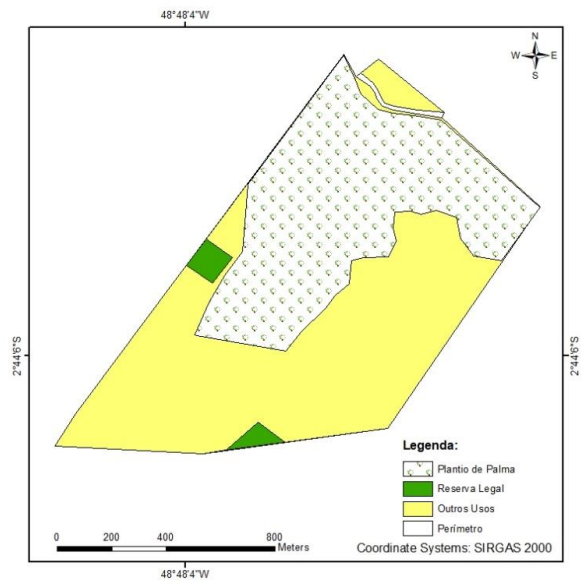 48°48'4"W
N
W E
S
2°44'6"S
2°44'6"S
Legenda:
Plantio de Palma
Reserva Legal
Outros Usos
Perímetro
0 200 400 800
Meters
Coordinate Systems: SIRGAS 2000
48°48'4"W